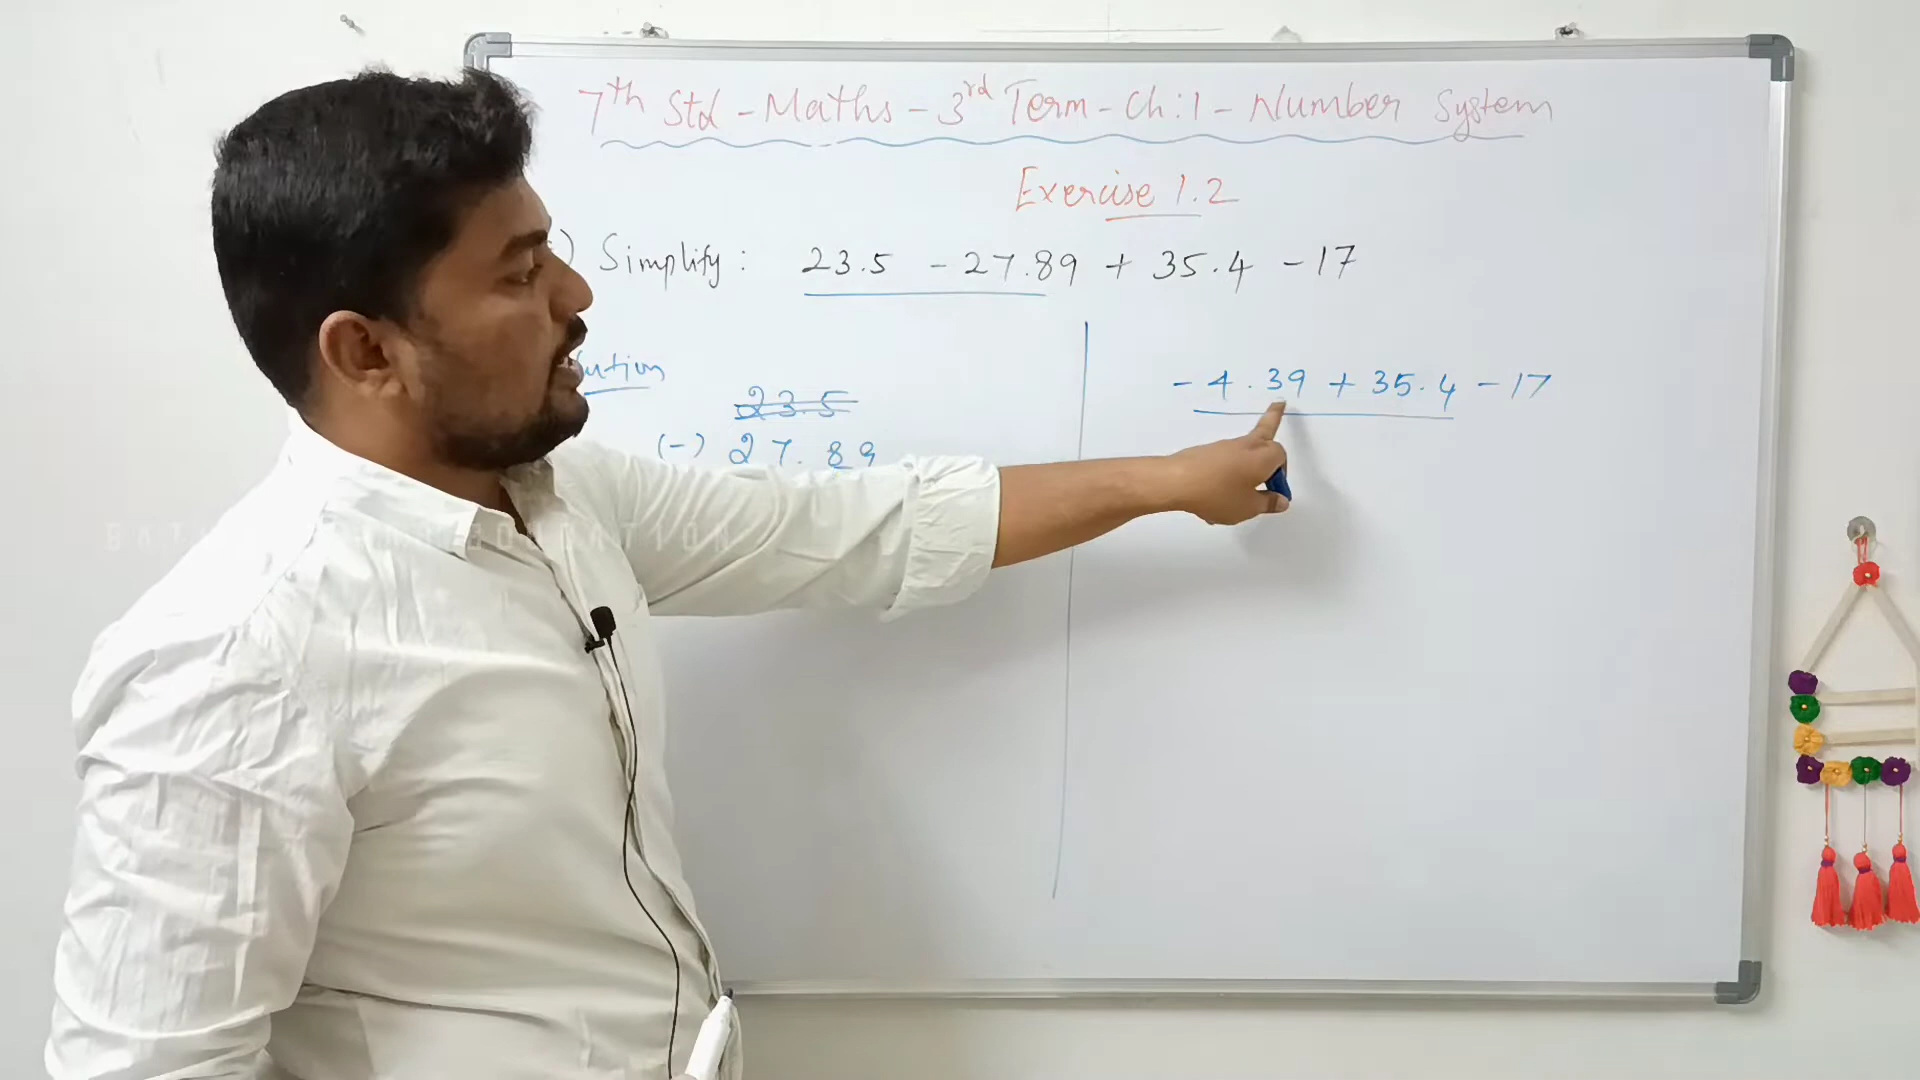 7th Std - Maths - 3rd Term - Ch:1 - Number System
Exercise 1.2
) Simplify : 23.5 - 27.89 + 35.4 - 17
ution
23.5
(-) 27.89
- 4.39 + 35.4 - 17